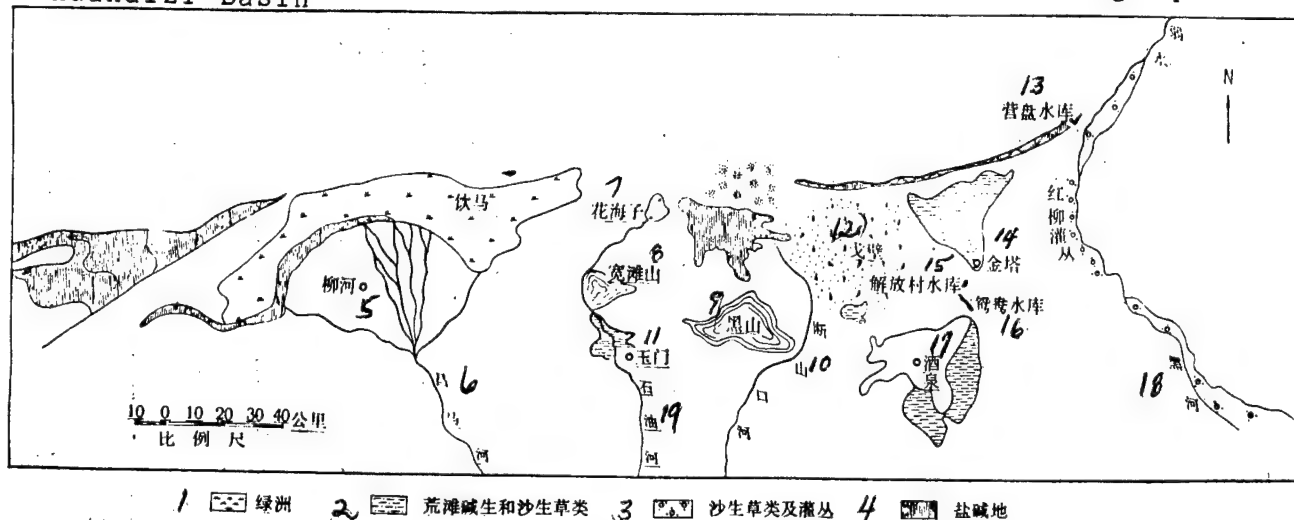 Basin
N
13
营盘水库
弱水
饮马
7
花海子
红柳灌丛
(2)
戈壁
14
金塔
8
宽滩山
15
解放村水库
柳河
5
9
黑山
鸳鸯水库
16
11
玉门
断山口河
10
17
酒泉
6
昌马河
石油河
19
18
黑河
10 0 10 20 30 40公里
比例尺
1 绿洲 2 荒滩碱生和沙生草类 3 沙生草类及灌丛 4 盐碱地